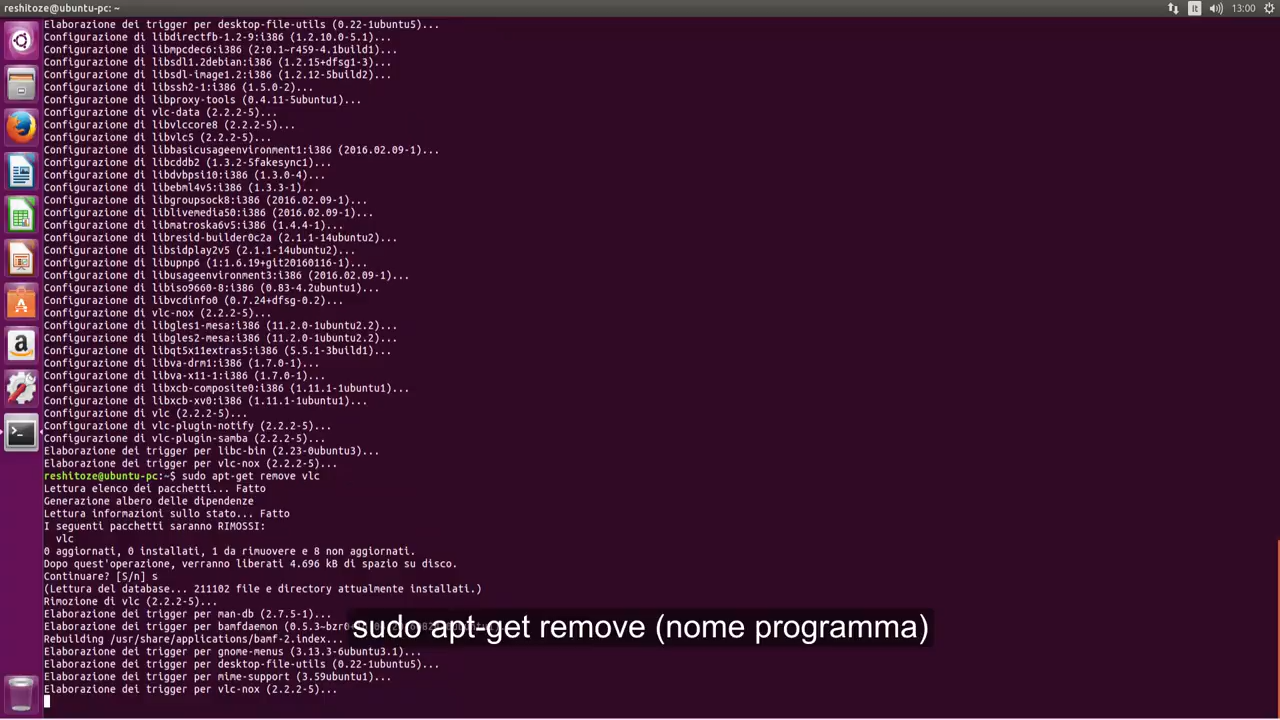 reshitoze@ubuntu-pc: ~
It
13:00
Elaborazione dei trigger per desktop-file-utils (0.22-1ubuntu5)...
Configurazione di libdirectfb-1.2-9:i386 (1.2.10.0-5.1)...
Configurazione di libmpcdec6:i386 (2:0.1~r459-4.1build1)...
Configurazione di libsdl1.2debian:i386 (1.2.15+dfsg1-3)...
Configurazione di libsdl-image1.2:i386 (1.2.12-5build2)...
Configurazione di libssh2-1:i386 (1.5.0-2)...
Configurazione di libproxy-tools (0.4.11-5ubuntu1)...
Configurazione di vlc-data (2.2.2-5)...
Configurazione di libvlccore8 (2.2.2-5)...
Configurazione di libvlc5 (2.2.2-5)...
Configurazione di libbasicusageenvironment1:i386 (2016.02.09-1)...
Configurazione di libcddb2 (1.3.2-5fakesync1)...
Configurazione di libdvbpsi10:i386 (1.3.0-4)...
Configurazione di libebml4v5:i386 (1.3.3-1)...
Configurazione di libgroupsock8:i386 (2016.02.09-1)...
Configurazione di liblivemedia50:i386 (2016.02.09-1)...
Configurazione di libmatroska6v5:i386 (1.4.4-1)...
Configurazione di libresid-builder0c2a (2.1.1-14ubuntu2)...
Configurazione di libsidplay2v5 (2.1.1-14ubuntu2)...
Configurazione di libupnp6 (1:1.6.19+git20160116-1)...
Configurazione di libusageenvironment3:i386 (2016.02.09-1)...
Configurazione di libiso9660-8:i386 (0.83-4.2ubuntu1)...
Configurazione di libvcdinfo0 (0.7.24+dfsg-0.2)...
Configurazione di vlc-nox (2.2.2-5)...
Configurazione di libgles1-mesa:i386 (11.2.0-1ubuntu2.2)...
Configurazione di libgles2-mesa:i386 (11.2.0-1ubuntu2.2)...
Configurazione di libqt5x11extras5:i386 (5.5.1-3build1)...
Configurazione di libva-drm1:i386 (1.7.0-1)...
Configurazione di libva-x11-1:i386 (1.7.0-1)...
Configurazione di libxcb-composite0:i386 (1.11.1-1ubuntu1)...
Configurazione di libxcb-xv0:i386 (1.11.1-1ubuntu1)...
Configurazione di vlc (2.2.2-5)...
Configurazione di vlc-plugin-notify (2.2.2-5)...
Configurazione di vlc-plugin-samba (2.2.2-5)...
Elaborazione dei trigger per libc-bin (2.23-0ubuntu3)...
Elaborazione dei trigger per vlc-nox (2.2.2-5)...
reshitoze@ubuntu-pc:~$ sudo apt-get remove vlc
Lettura elenco dei pacchetti... Fatto
Generazione albero delle dipendenze
Lettura informazioni sullo stato... Fatto
I seguenti pacchetti saranno RIMOSSI:
vlc
0 aggiornati, 0 installati, 1 da rimuovere e 8 non aggiornati.
Dopo quest'operazione, verranno liberati 4.696 kB di spazio su disco.
Continuare? [S/n] s
(Lettura del database... 211102 file e directory attualmente installati.)
Rimozione di vlc (2.2.2-5)...
Elaborazione dei trigger per man-db (2.7.5-1)...
Elaborazione dei trigger per bamfdaemon
sudo apt-get remove (nome programma)
Rebuilding /usr/share/applications/bamf-2.index...
Elaborazione dei trigger per gnome-menus (3.13.3-6ubuntu3.1)...
Elaborazione dei trigger per desktop-file-utils (0.22-1ubuntu5)...
Elaborazione dei trigger per mime-support (3.59ubuntu1)...
Elaborazione dei trigger per vlc-nox (2.2.2-5)...